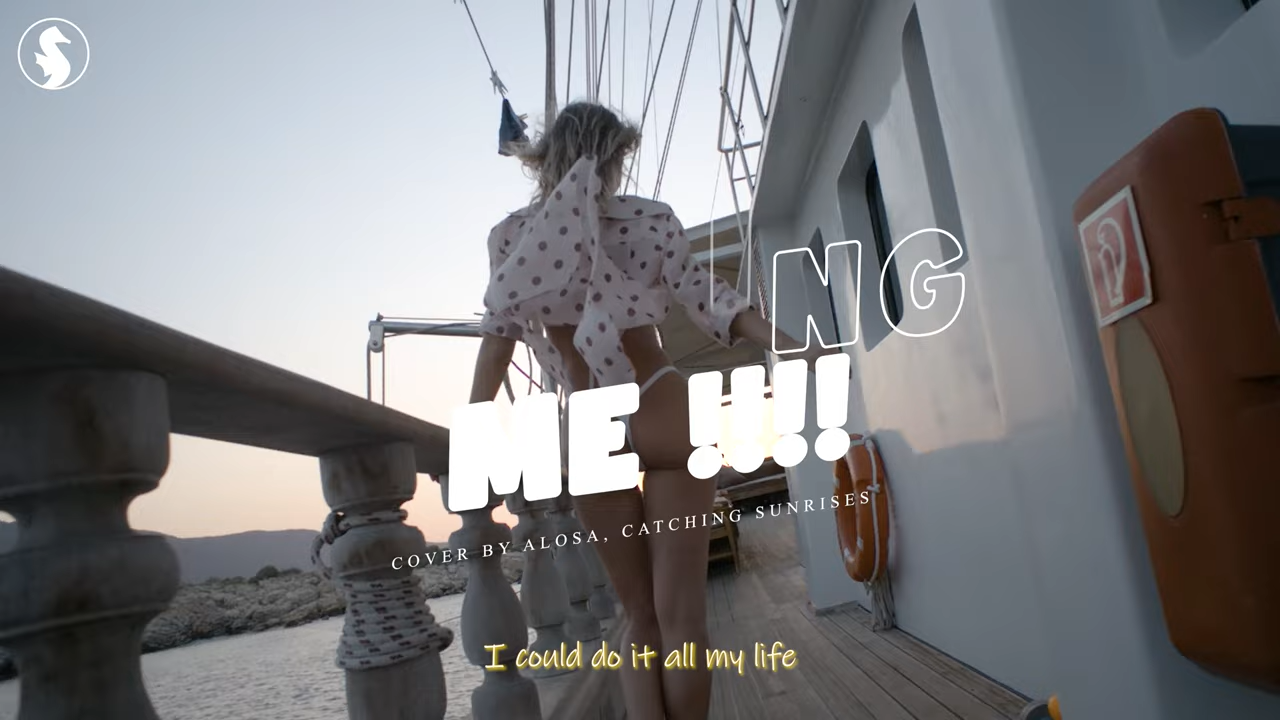 NG
ME !!!!
COVER BY ALOSA, CATCHING SUNRISES
I could do it all my life